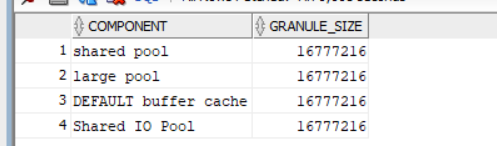 COMPONENT GRANULE_SIZE
1 shared pool 16777216
2 large pool 16777216
3 DEFAULT buffer cache 16777216
4 Shared IO Pool 16777216